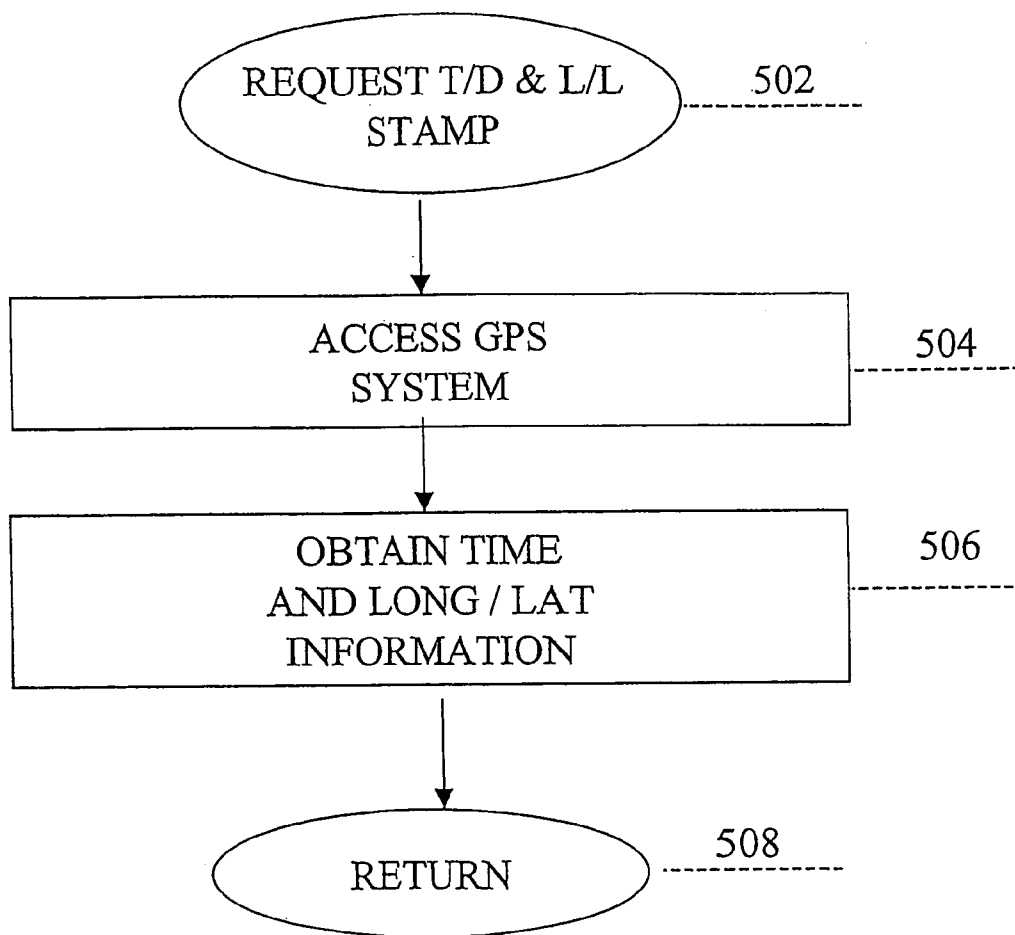 REQUEST T/D & L/L
STAMP
502
ACCESS GPS
SYSTEM
504
OBTAIN TIME
AND LONG / LAT
INFORMATION
506
RETURN
508